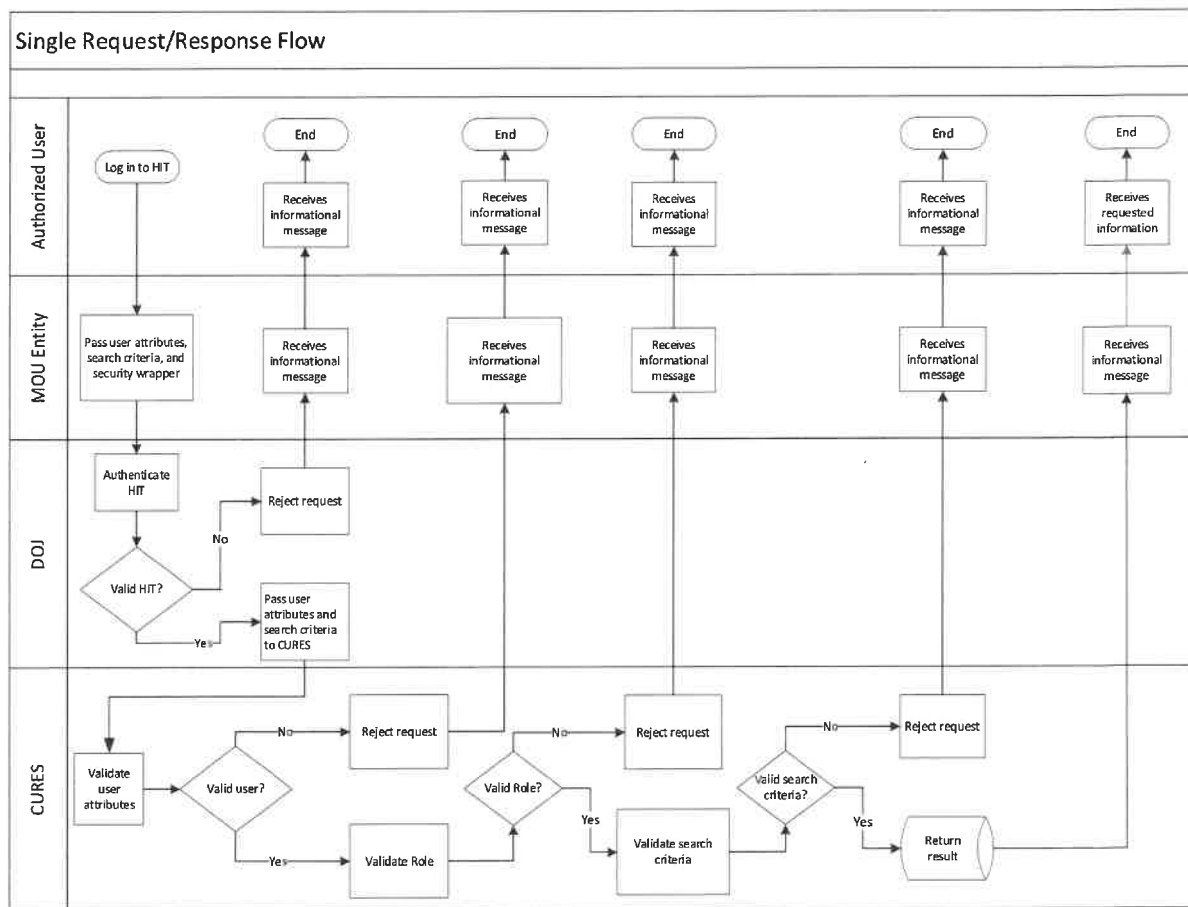 Single Request/Response Flow
Authorized User
Log in to HIT
End
End
End
End
End
Receives
informational
message
Receives
informational
message
Receives
informational
message
Receives
informational
message
Receives
requested
information
MOU Entity
Pass user attributes,
search criteria, and
security wrapper
Receives
informational
message
Receives
informational
message
Receives
informational
message
Receives
informational
message
Receives
informational
message
DOJ
Authenticate
HIT
Reject request
No
Valid HIT?
Yes
Pass user
attributes and
search criteria
to CURES
CURES
Validate
user
attributes
Valid user?
No
Reject request
Yes
Validate Role
Valid Role?
No
Reject request
Yes
Validate search
criteria
Valid search
criteria?
No
Reject request
Yes
Return
result